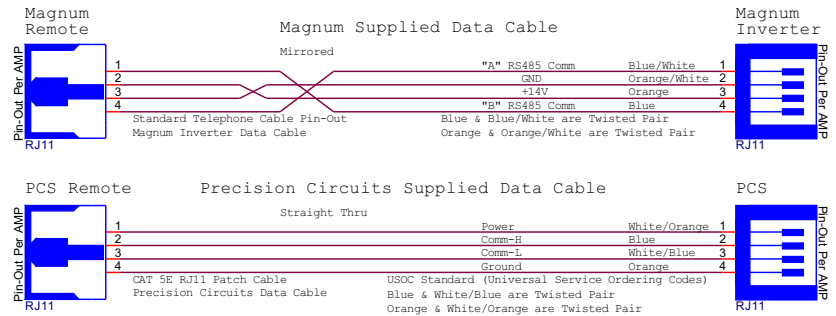 Magnum Remote
Magnum Supplied Data Cable
Magnum Inverter
Mirrored
Pin-Out Per AMP
1
2
3
4
"A" RS485 Comm Blue/White 1
GND Orange/White 2
+14V Orange 3
"B" RS485 Comm Blue 4
Pin-Out Per AMP
Standard Telephone Cable Pin-Out
Magnum Inverter Data Cable
Blue & Blue/White are Twisted Pair
Orange & Orange/White are Twisted Pair
RJ11
RJ11
PCS Remote
Precision Circuits Supplied Data Cable
PCS
Straight Thru
Pin-Out Per AMP
1 Power White/Orange 1
2 Comm-H Blue 2
3 Comm-L White/Blue 3
4 Ground Orange 4
Pin-Out Per AMP
CAT 5E RJ11 Patch Cable
Precision Circuits Data Cable
USOC Standard (Universal Service Ordering Codes)
Blue & White/Blue are Twisted Pair
Orange & White/Orange are Twisted Pair
RJ11
RJ11